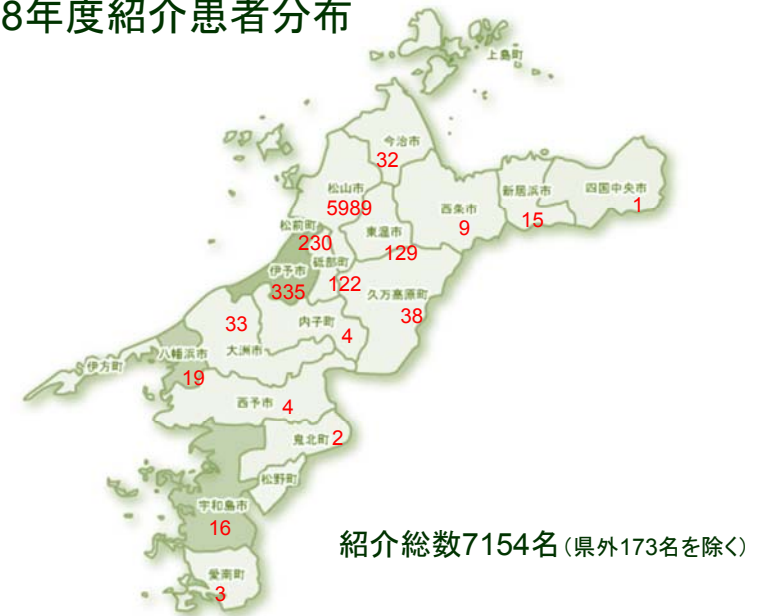 8年度紹介患者分布
上島町
今治市
32
松山市
5989
新居浜市
15
四国中央市
1
西条市
9
松前町
230
東温市
129
伊予市
335
砥部町
122
久万高原町
38
内子町
4
33
大洲市
八幡浜市
19
伊方町
西予市 4
鬼北町 2
松野町
宇和島市
16
紹介総数7154名（県外173名を除く）
愛南町
3